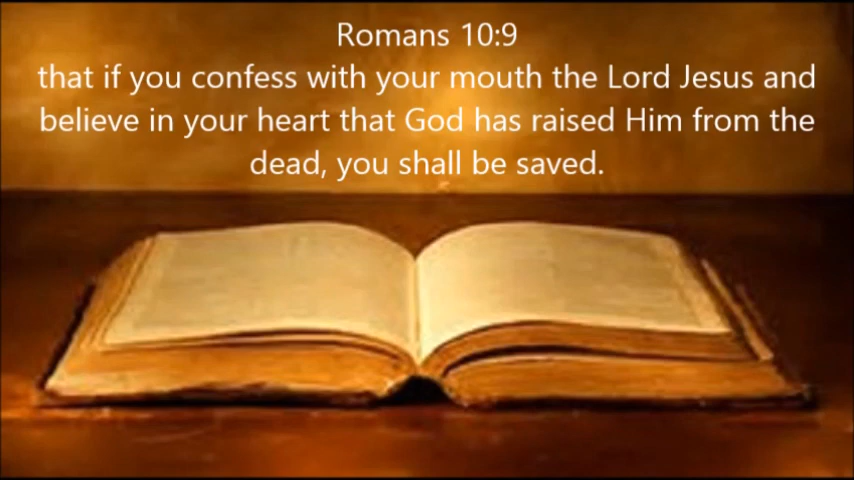 Romans 10:9
that if you confess with your mouth the Lord Jesus and
believe in your heart that God has raised Him from the
dead, you shall be saved.